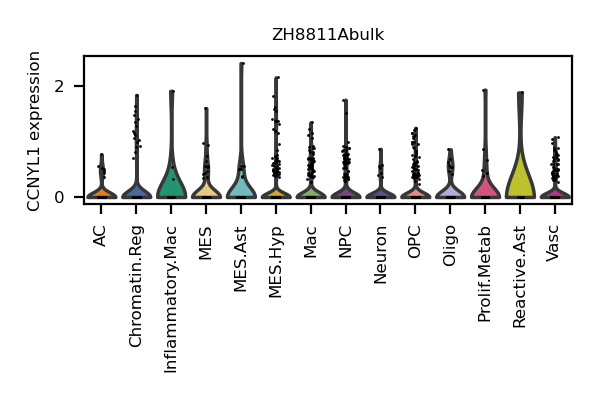 ZH8811Abulk
CCNYL1 expression
2
0
AC
Chromatin.Reg
Inflammatory.Mac
MES
MES.Ast
MES.Hyp
Mac
NPC
Neuron
OPC
Oligo
Prolif.Metab
Reactive.Ast
Vasc